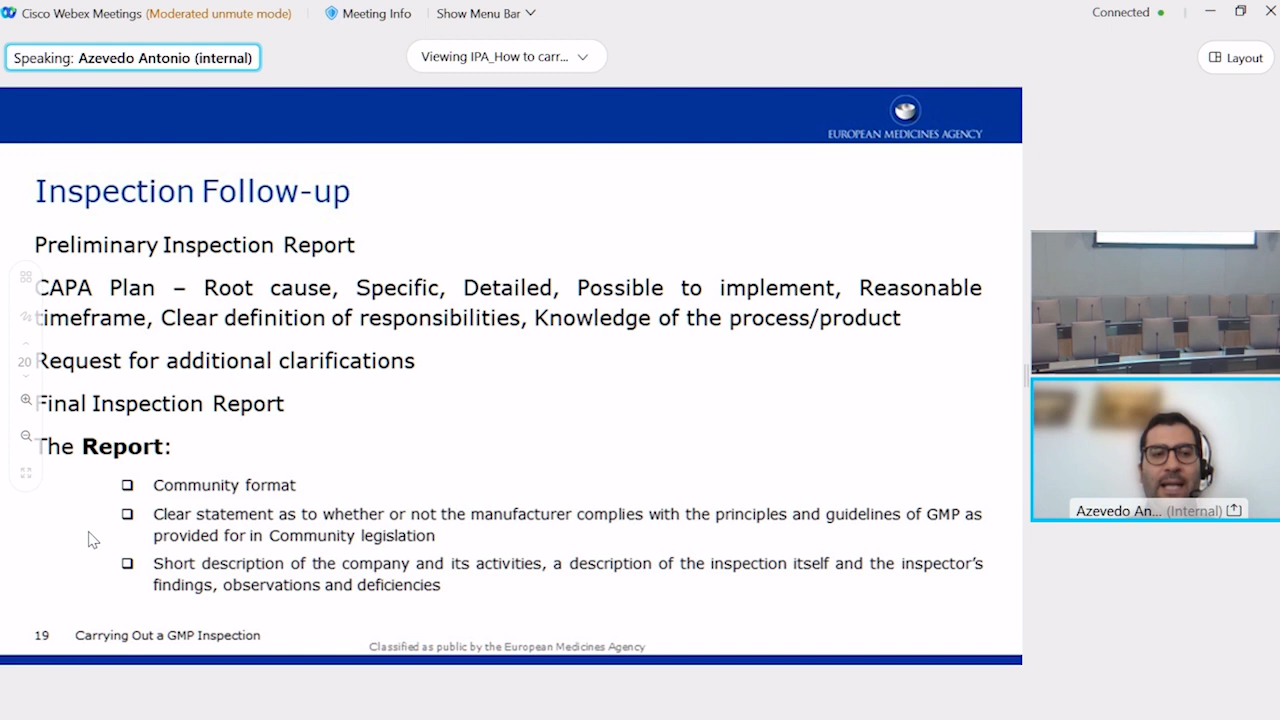 Cisco Webex Meetings (Moderated unmute mode) Meeting Info Show Menu Bar Connected
Speaking: Azevedo Antonio (internal) Viewing IPA_How to carr... Layout
EUROPEAN MEDICINES AGENCY
Inspection Follow-up
Preliminary Inspection Report
CAPA Plan – Root cause, Specific, Detailed, Possible to implement, Reasonable
timeframe, Clear definition of responsibilities, Knowledge of the process/product
20
Request for additional clarifications
Final Inspection Report
The Report:
Community format
Clear statement as to whether or not the manufacturer complies with the principles and guidelines of GMP as
provided for in Community legislation
Short description of the company and its activities, a description of the inspection itself and the inspector's
findings, observations and deficiencies
19 Carrying Out a GMP Inspection
Classified as public by the European Medicines Agency
Azevedo An... (Internal)